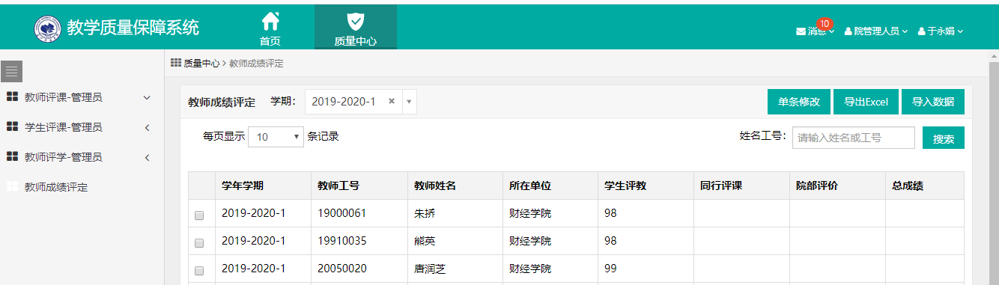 教学质量保障系统
首页
质量中心
消息
10
院管理人员
于永娟
教师评课-管理员
学生评课-管理员
教师评学-管理员
教师成绩评定
质量中心 > 教师成绩评定
教师成绩评定 学期： 2019-2020-1 ×
单条修改 导出Excel 导入数据
每页显示 10 条记录
姓名工号： 请输入姓名或工号 搜索
学年学期 教师工号 教师姓名 所在单位 学生评教 同行评课 院部评价 总成绩
2019-2020-1 19000061 朱挢 财经学院 98
2019-2020-1 19910035 熊英 财经学院 98
2019-2020-1 20050020 唐润芝 财经学院 99